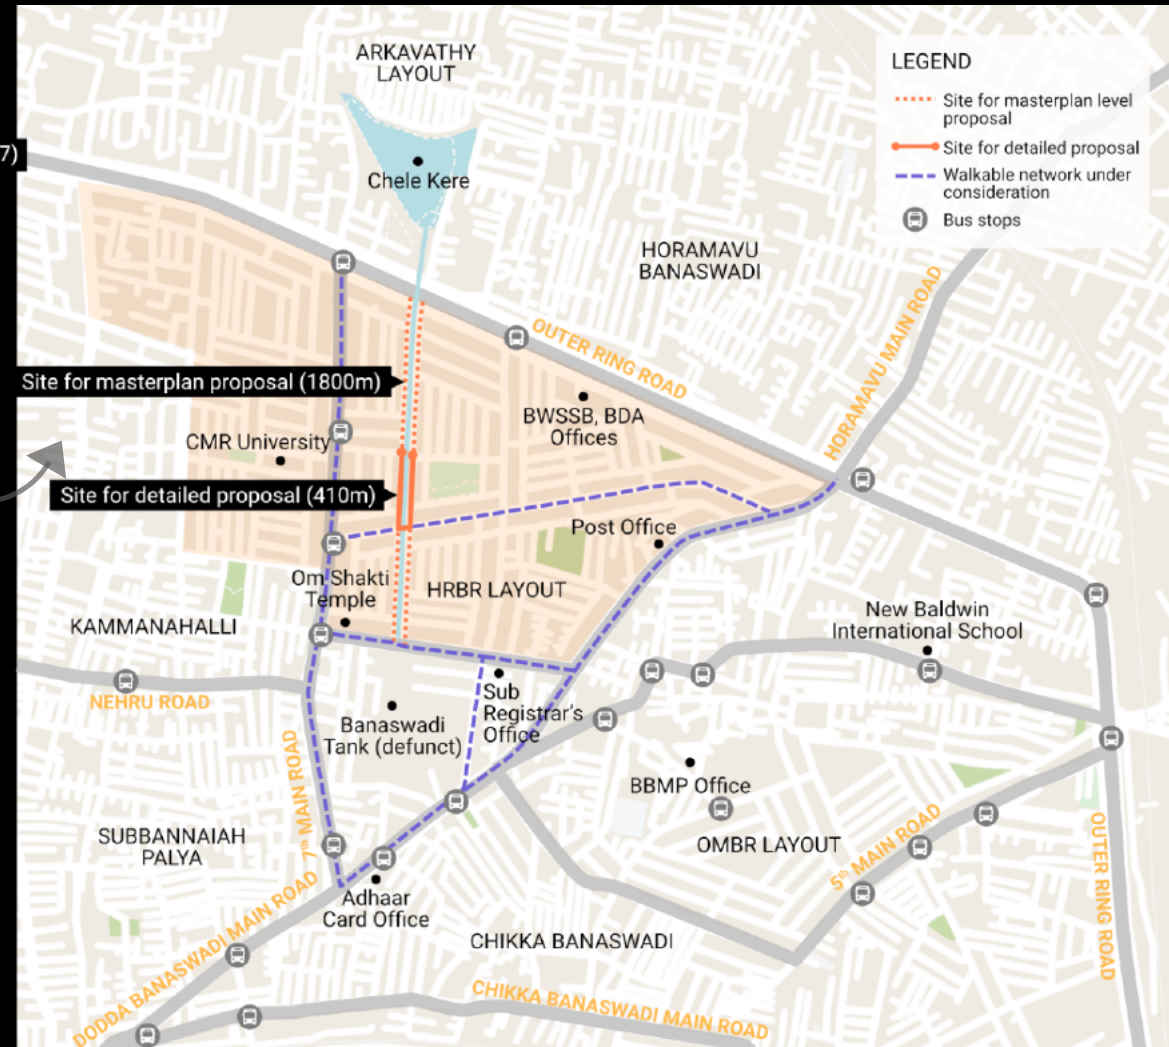 ARKAVATHY
LAYOUT
LEGEND
Site for masterplan level
proposal
Site for detailed proposal
Walkable network under
consideration
Bus stops
7)
Chele Kere
HORAMAVU
BANASWADI
OUTER RING ROAD
HORAMAVU MAIN ROAD
Site for masterplan proposal (1800m)
BWSSB, BDA
Offices
CMR University
Site for detailed proposal (410m)
Post Office
Om Shakti
Temple
HRBR LAYOUT
KAMMANAHALLI
New Baldwin
International School
NEHRU ROAD
Sub
Registrar's
Office
Banaswadi
Tank (defunct)
7th MAIN ROAD
BBMP Office
SUBBANNAIAH
PALYA
OMBR LAYOUT
5th MAIN ROAD
OUTER RING ROAD
Adhaar
Card Office
DODDA BANASWADI MAIN ROAD
CHIKKA BANASWADI
CHIKKA BANASWADI MAIN ROAD